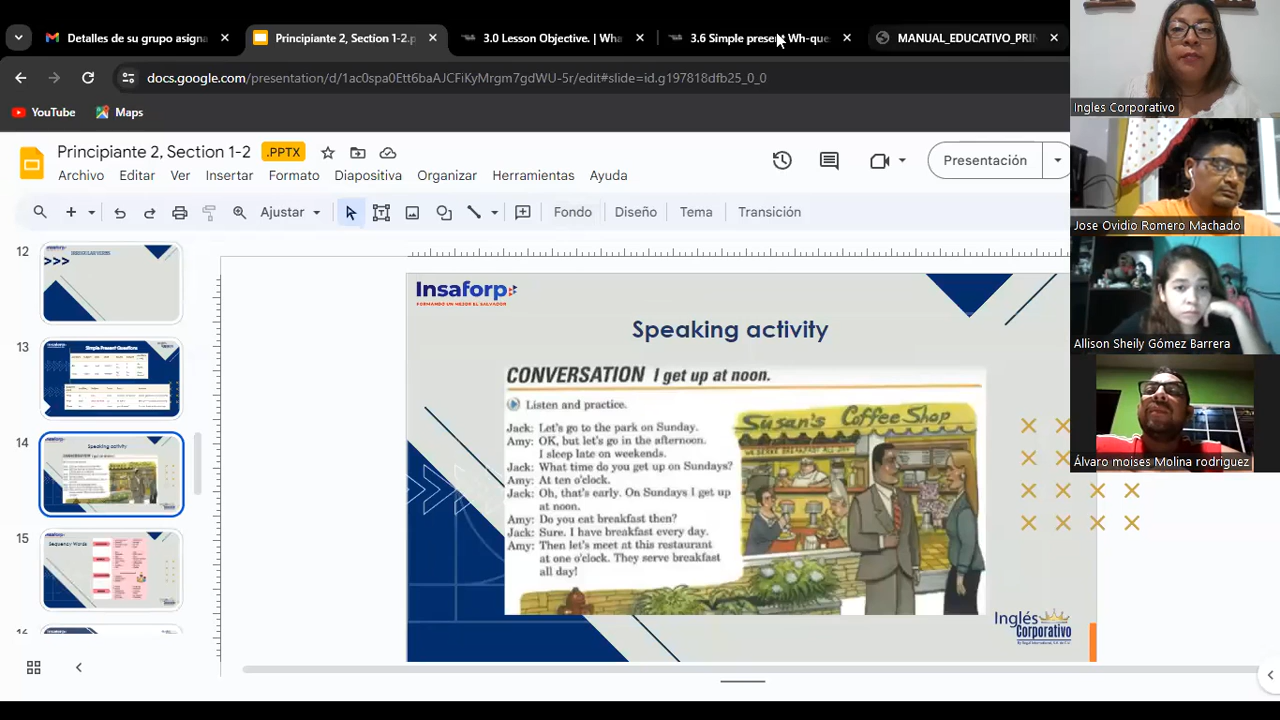 Detalles de su grupo asigna
Principiante 2, Section 1-2.p
3.0 Lesson Objective. | Wha
3.6 Simple present Wh-que
MANUAL_EDUCATIVO_PRI
docs.google.com/presentation/d/1ac0spa0Ett6baAJCFiKyMrgm7gdWU-5r/edit#slide=id.g197818dfb25_0_0
YouTube
Maps
Principiante 2, Section 1-2
.PPTX
Archivo Editar Ver Insertar Formato Diapositiva Organizar Herramientas Ayuda
Presentación
Ajustar
Fondo Diseño Tema Transición
12
13
Simple Present Questions
14
Speaking activity
15
Sequency Words
16
Insaforp
FORMANDO UN MEJOR EL SALVADOR
Speaking activity
CONVERSATION I get up at noon.
Listen and practice.
Jack: Let's go to the park on Sunday.
Amy: OK, but let's go in the afternoon.
I sleep late on weekends.
Jack: What time do you get up on Sundays?
Amy: At ten o'clock.
Jack: Oh, that's early. On Sundays I get up
at noon.
Amy: Do you eat breakfast then?
Jack: Sure. I have breakfast every day.
Amy: Then let's meet at this restaurant
at one o'clock. They serve breakfast
all day!
Coffee Shop
Inglés
Corporativo
Ingles Corporativo
Jose Ovidio Romero Machado
Allison Sheily Gómez Barrera
Álvaro moises Molina rodriguez